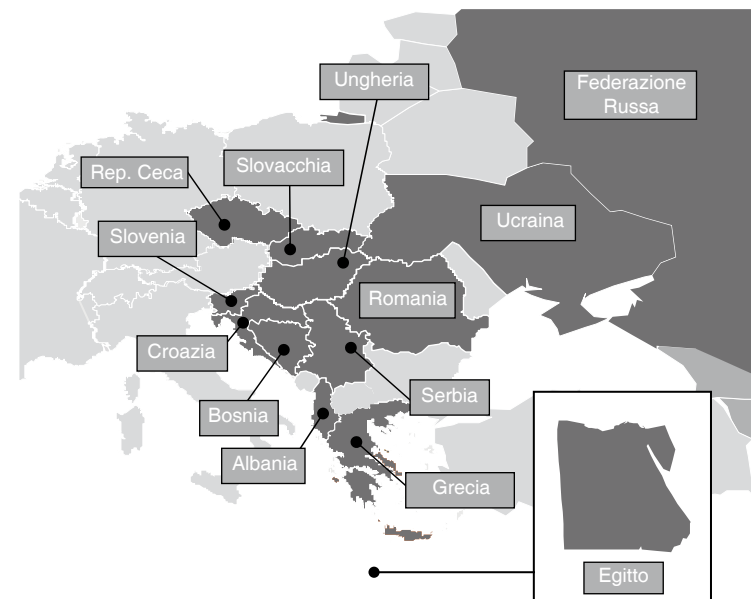 Ungheria
Federazione
Russa
Rep. Ceca
Slovacchia
Slovenia
Ucraina
Romania
Croazia
Serbia
Bosnia
Albania
Grecia
Egitto